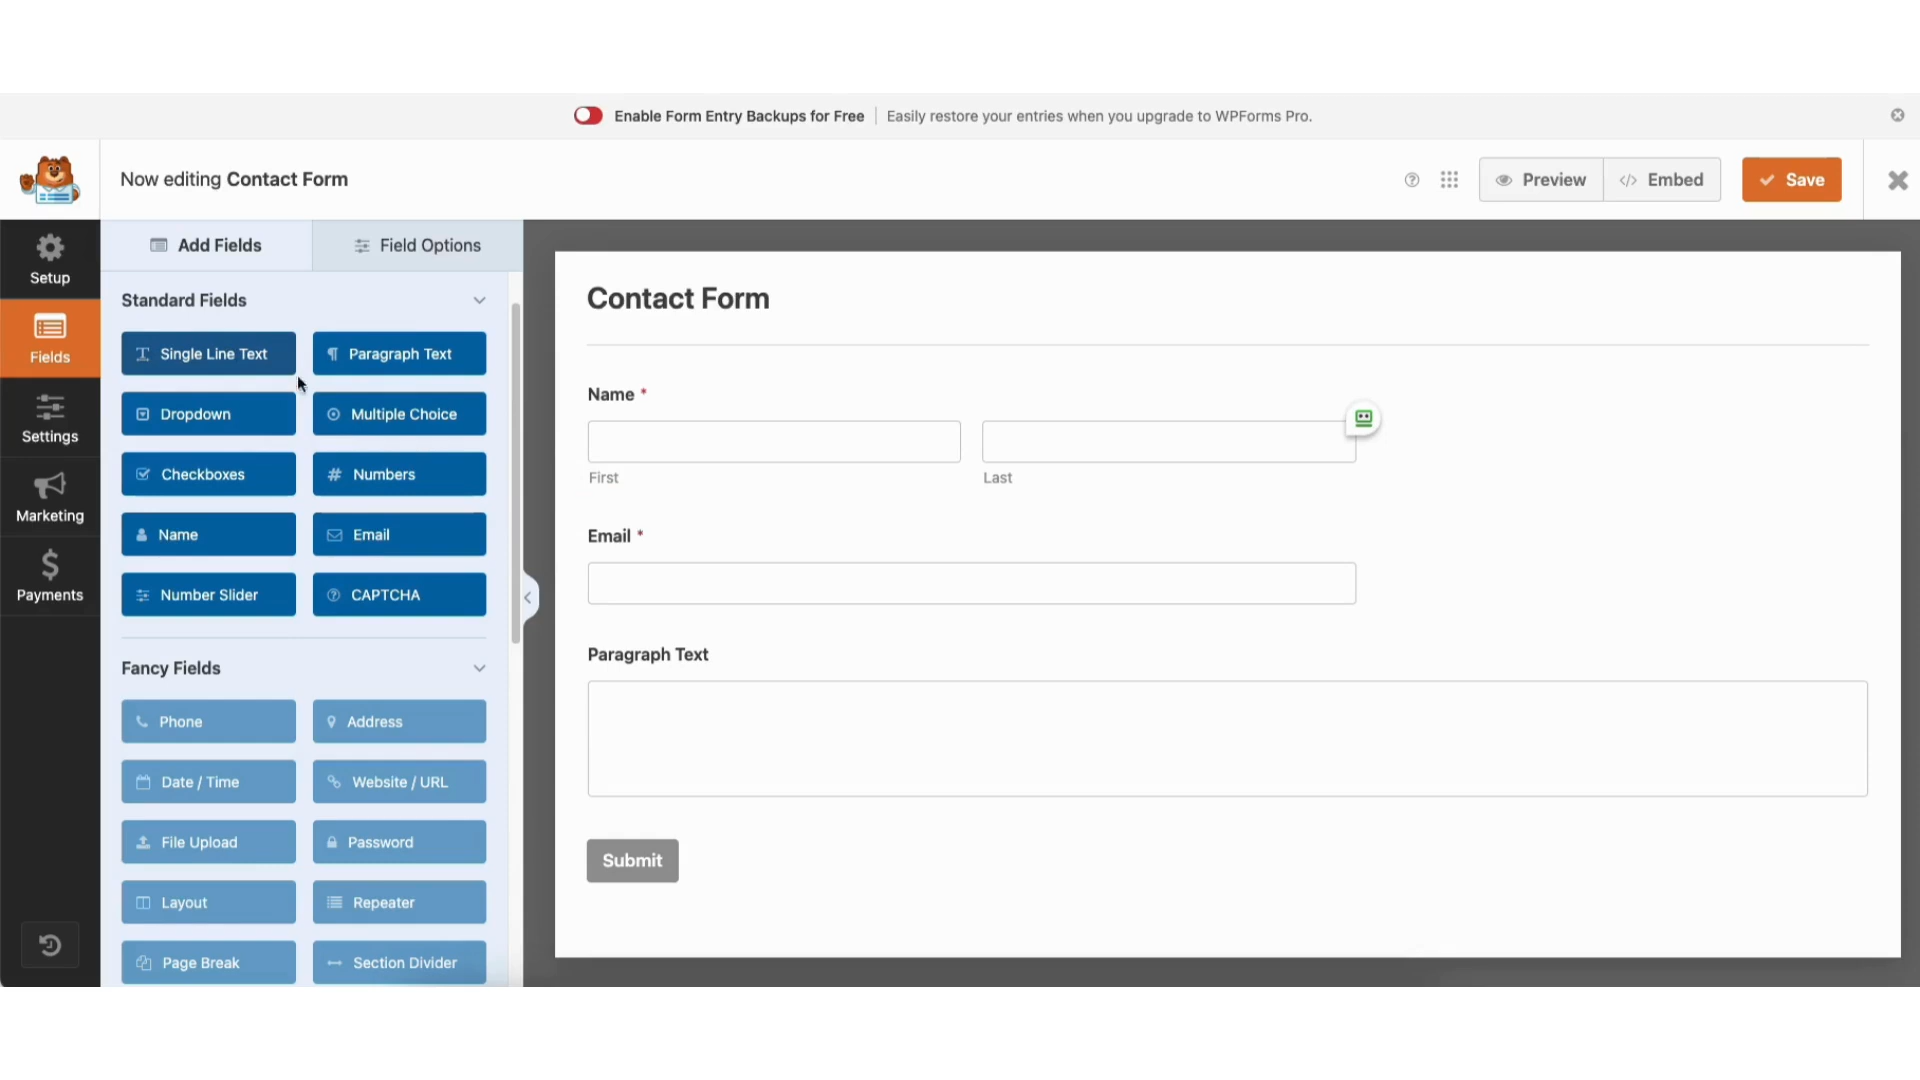 Enable Form Entry Backups for Free | Easily restore your entries when you upgrade to WPForms Pro.
Now editing Contact Form
Preview
Embed
Save
Setup
Fields
Settings
Marketing
Payments
Add Fields
Field Options
Standard Fields
Single Line Text
Paragraph Text
Dropdown
Multiple Choice
Checkboxes
Numbers
Name
Email
Number Slider
CAPTCHA
Fancy Fields
Phone
Address
Date / Time
Website / URL
File Upload
Password
Layout
Repeater
Page Break
Section Divider
Contact Form
Name *
First
Last
Email *
Paragraph Text
Submit